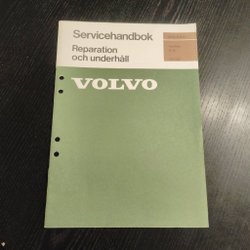 Servicehandbok
Reparation
och underhåll
VOLVO